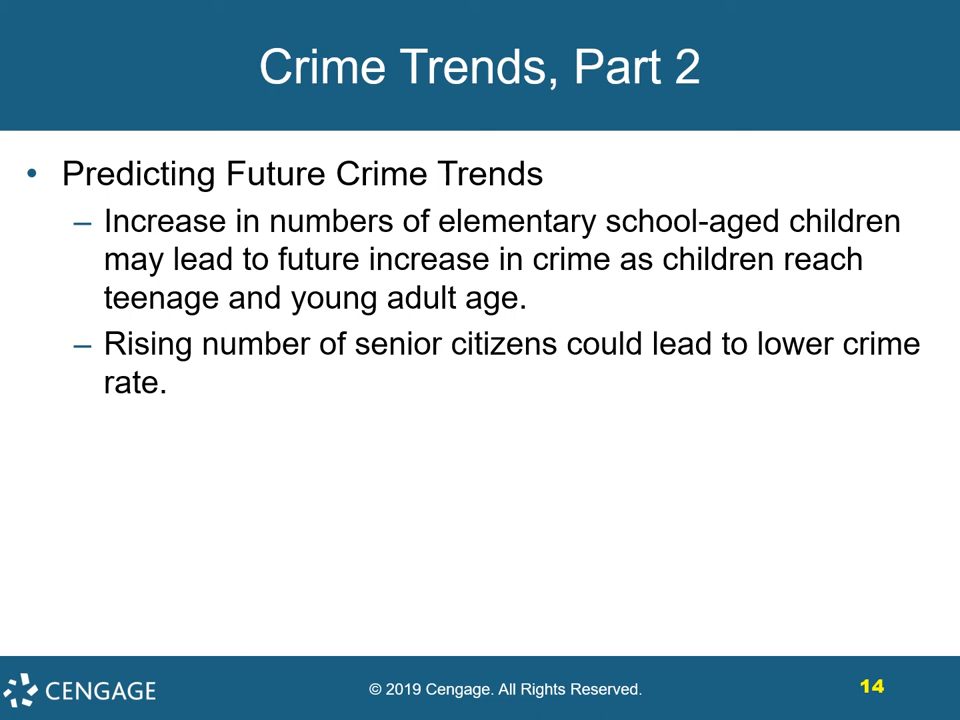 Crime Trends, Part 2
• Predicting Future Crime Trends
– Increase in numbers of elementary school-aged children
may lead to future increase in crime as children reach
teenage and young adult age.
– Rising number of senior citizens could lead to lower crime
rate.
CENGAGE
© 2019 Cengage. All Rights Reserved.
14